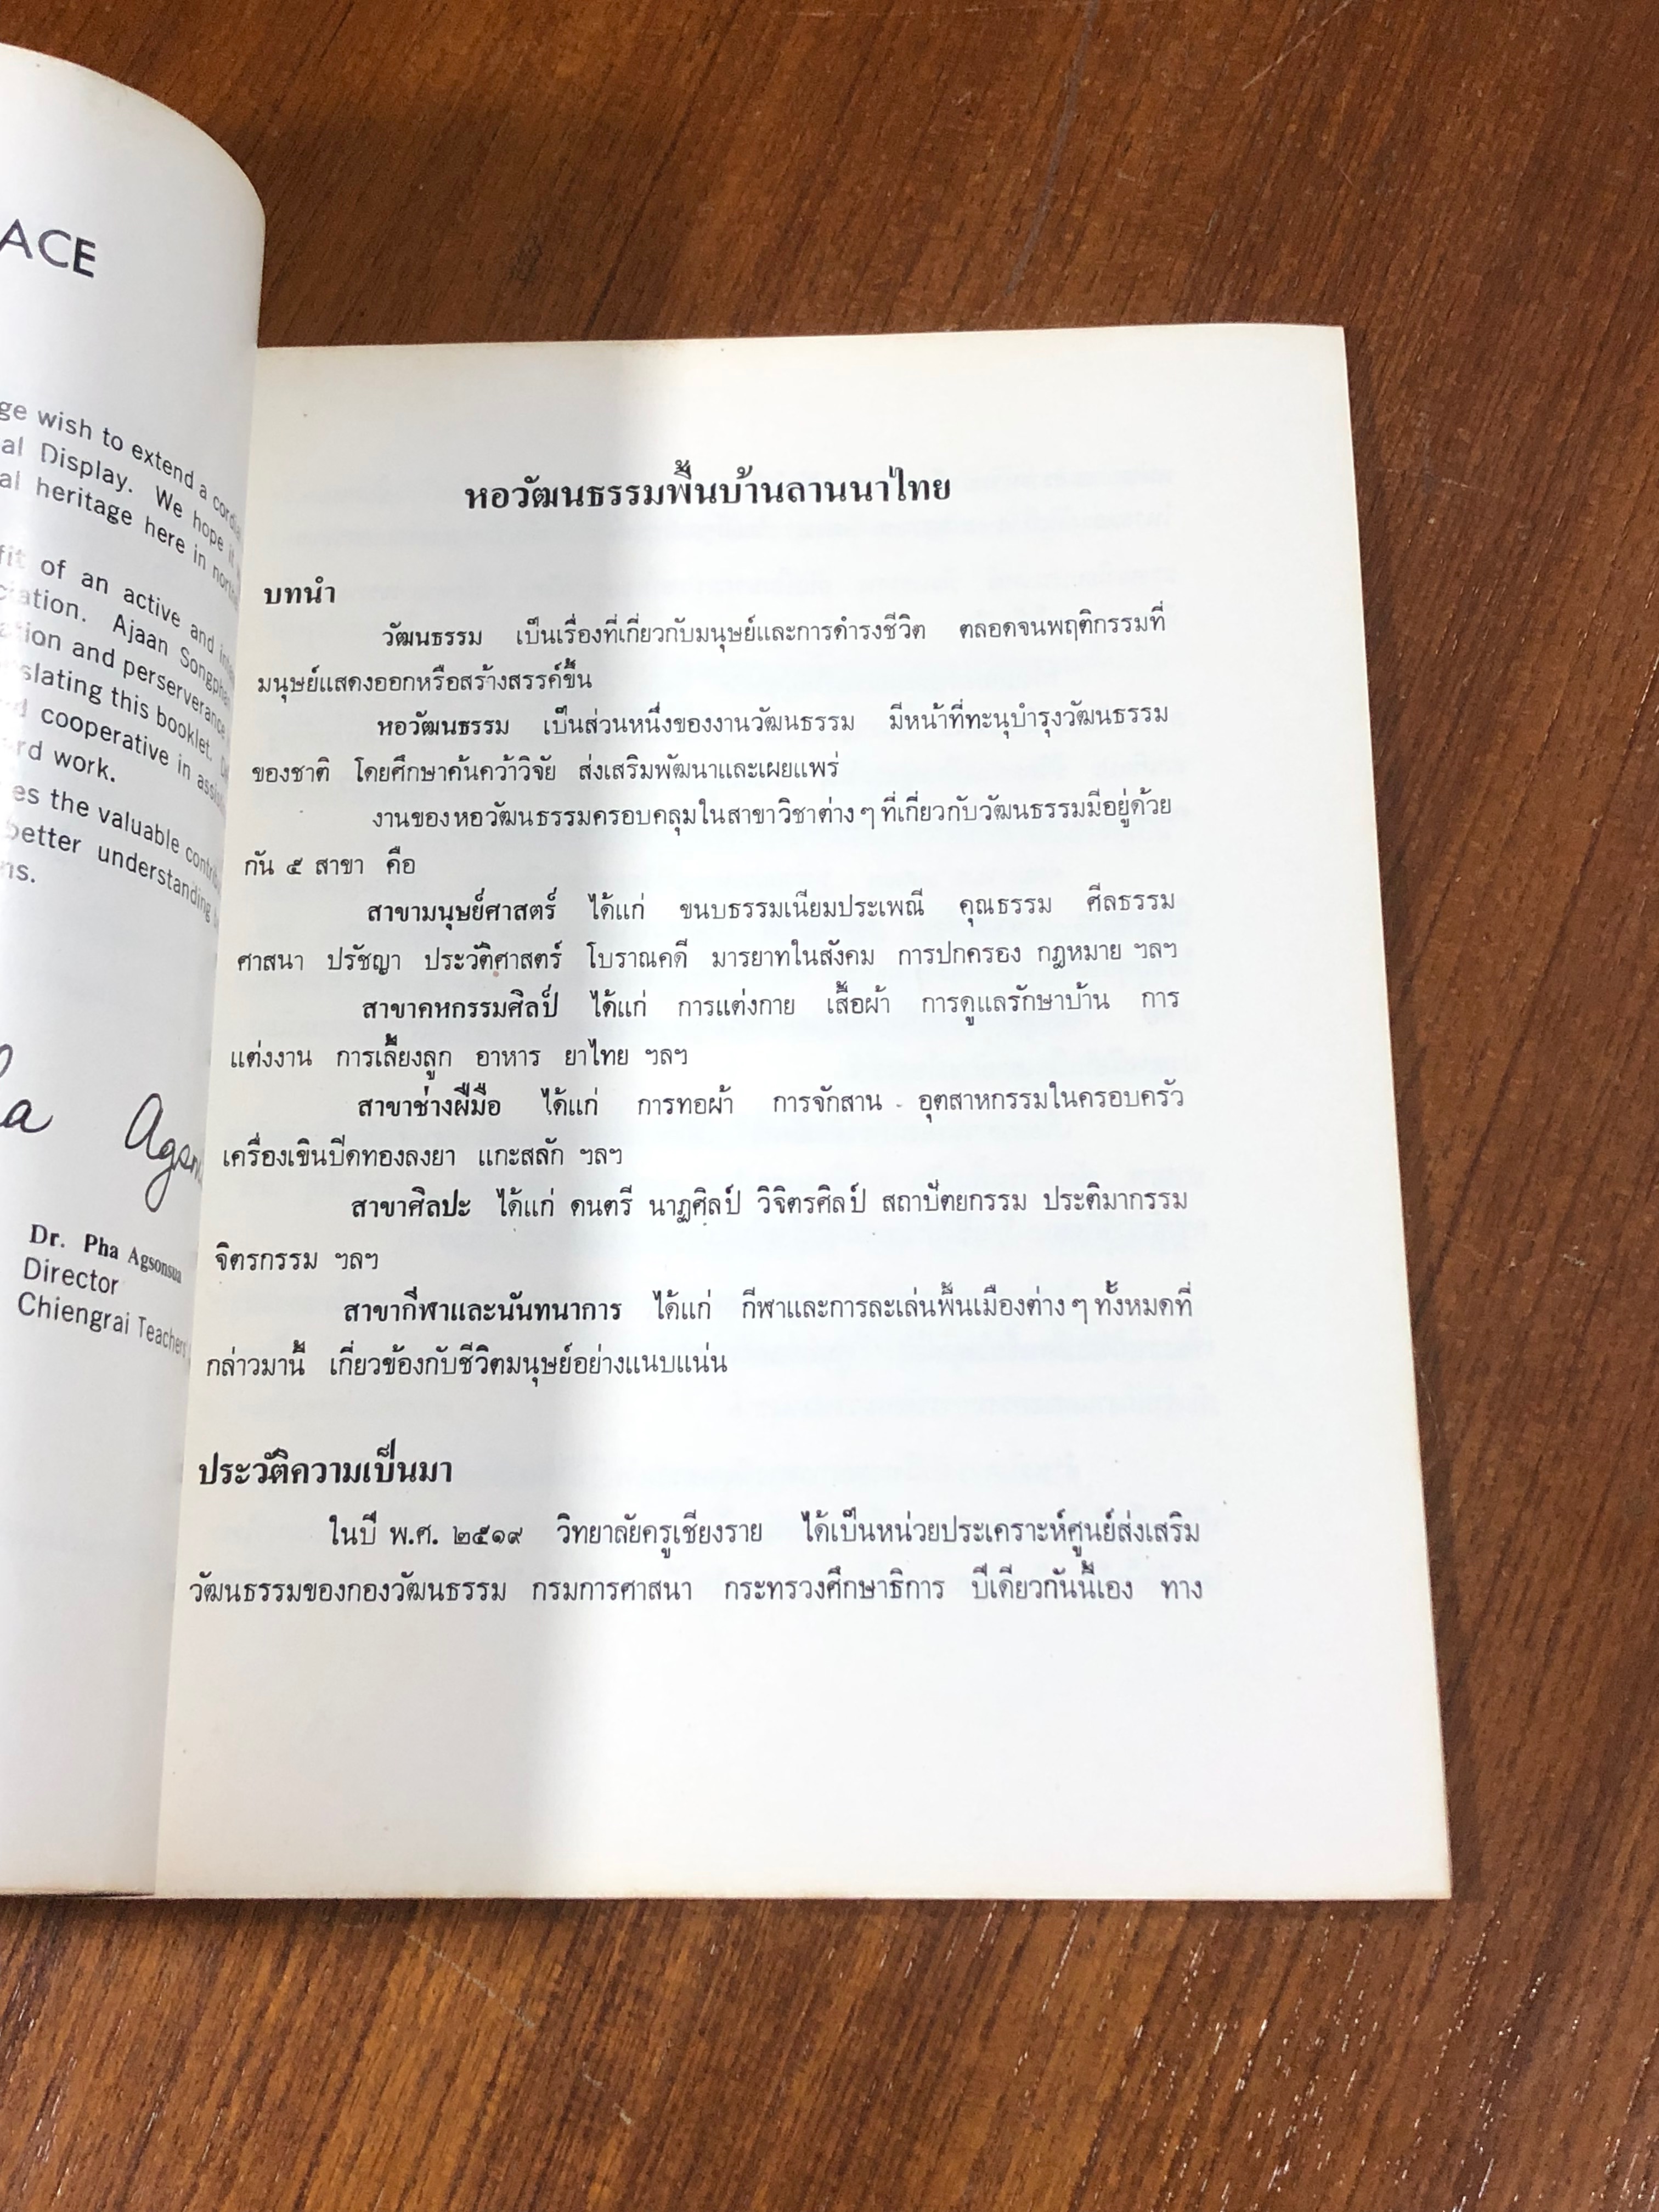 ACE
ge wish to extend a
al Display. We hope it
al heritage here in
fit of an active and
ciation. Ajaan
ation and perserverance
slating this booklet.
cooperative in
rd work.
es the valuable
better understanding
ns.
Dr. Pha Agsonsua
Director
Chiengrai Teachers'
หอวัฒนธรรมพื้นบ้านลานนาไทย
บทนำ
วัฒนธรรม เป็นเรื่องที่เกี่ยวกับมนุษย์และการดำรงชีวิต ตลอดจนพฤติกรรมที่
มนุษย์แสดงออกหรือสร้างสรรค์ขึ้น
หอวัฒนธรรม เป็นส่วนหนึ่งของงานวัฒนธรรม มีหน้าที่ทะนุบำรุงวัฒนธรรม
ของชาติ โดยศึกษาค้นคว้าวิจัย ส่งเสริมพัฒนาและเผยแพร่
งานของหอวัฒนธรรมครอบคลุมในสาขาวิชาต่าง ๆ ที่เกี่ยวกับวัฒนธรรมมีอยู่ด้วย
กัน ๕ สาขา คือ
สาขามนุษย์ศาสตร์ ได้แก่ ขนบธรรมเนียมประเพณี คุณธรรม ศีลธรรม
ศาสนา ปรัชญา ประวัติศาสตร์ โบราณคดี มารยาทในสังคม การปกครอง กฎหมาย ฯลฯ
สาขาคหกรรมศิลป์ ได้แก่ การแต่งกาย เสื้อผ้า การดูแลรักษาบ้าน การ
แต่งงาน การเลี้ยงลูก อาหาร ยาไทย ฯลฯ
สาขาช่างฝีมือ ได้แก่ การทอผ้า การจักสาน อุตสาหกรรมในครอบครัว
เครื่องเขินปิดทองลงยา แกะสลัก ฯลฯ
สาขาศิลปะ ได้แก่ ดนตรี นาฏศิลป์ วิจิตรศิลป์ สถาปัตยกรรม ประติมากรรม
จิตรกรรม ฯลฯ
สาขากีฬาและนันทนาการ ได้แก่ กีฬาและการละเล่นพื้นเมืองต่าง ๆ ทั้งหมดที่
กล่าวมานี้ เกี่ยวข้องกับชีวิตมนุษย์อย่างแนบแน่น
ประวัติความเป็นมา
ในปี พ.ศ. ๒๕๑๙ วิทยาลัยครูเชียงราย ได้เป็นหน่วยประเคราะห์ศูนย์ส่งเสริม
วัฒนธรรมของกองวัฒนธรรม กรมการศาสนา กระทรวงศึกษาธิการ ปีเดียวกันนี้เอง ทาง